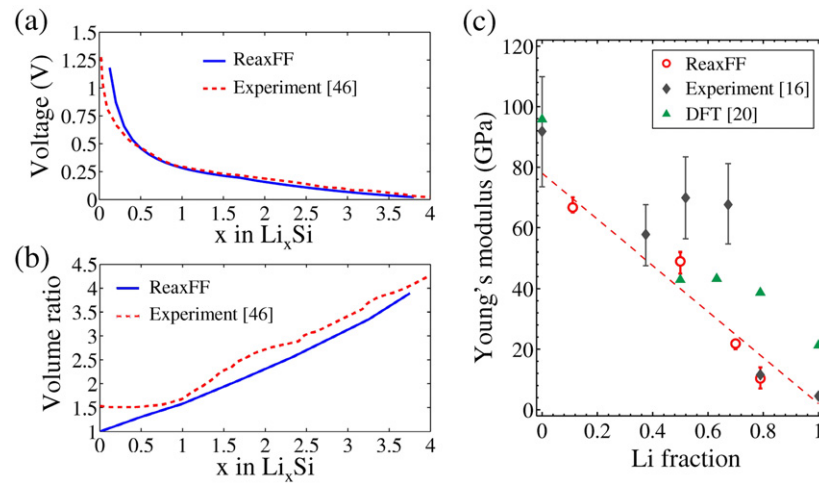 (a)
1.5
1.25
1
0.75
0.5
0.25
0
Voltage (V)
ReaxFF
Experiment [46]
0 0.5 1 1.5 2 2.5 3 3.5 4
x in LixSi
(b)
4.5
4
3.5
3
2.5
2
1.5
1
Volume ratio
ReaxFF
Experiment [46]
0 0.5 1 1.5 2 2.5 3 3.5 4
x in LixSi
(c)
120
100
80
60
40
20
0
Young's modulus (GPa)
ReaxFF
Experiment [16]
DFT [20]
0 0.2 0.4 0.6 0.8 1
Li fraction